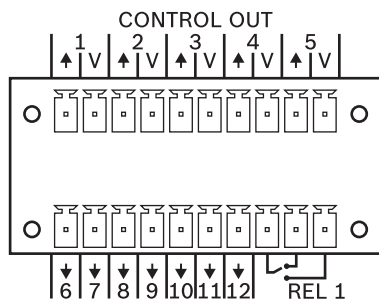 CONTROL OUT
1 2 3 4 5
V V V V V
6 7 8 9 10 11 12 REL 1